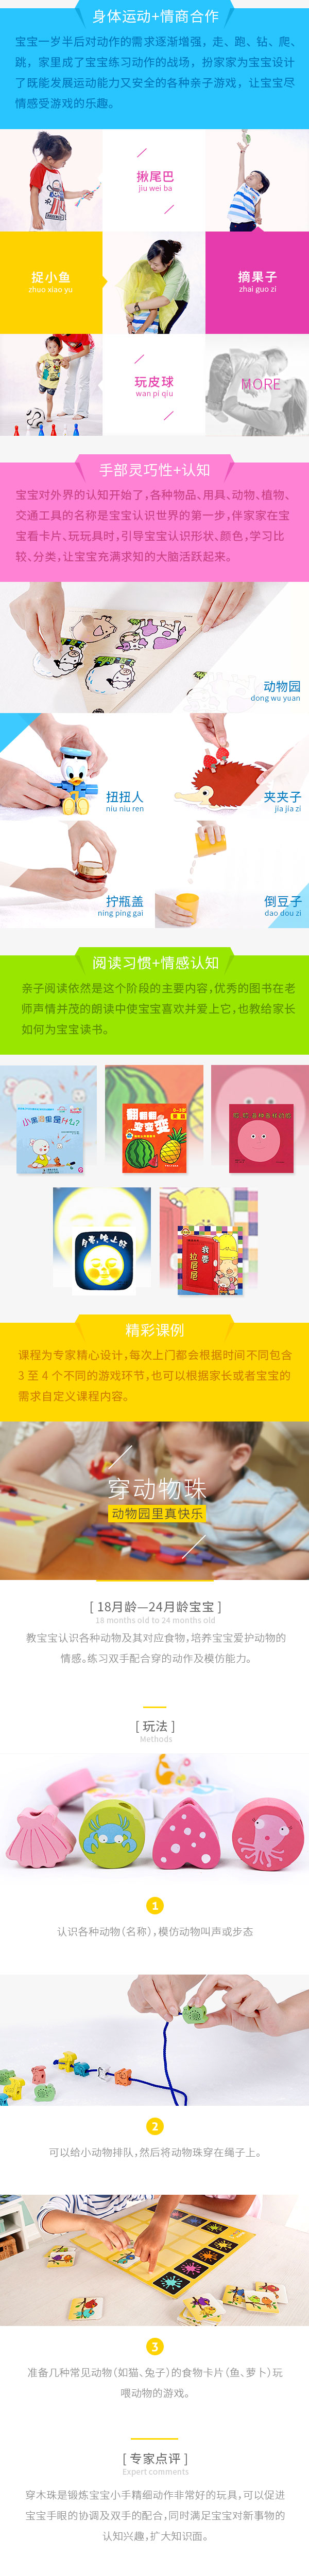 身体运动+情商合作
宝宝一岁半后对动作的需求逐渐增强，走、跑、钻、爬、
跳，家里成了宝宝练习动作的战场，扮家家为宝宝设计
了既能发展运动能力又安全的各种亲子游戏，让宝宝尽
情感受游戏的乐趣。
揪尾巴
jiu wei ba
捉小鱼
zhuo xiao yu
摘果子
zhai guo zi
玩皮球
wan pi qiu
MORE
手部灵巧性+认知
宝宝对外界的认知开始了，各种物品、用具、动物、植物、
交通工具的名称是宝宝认识世界的第一步，伴家家在宝
宝看卡片、玩玩具时，引导宝宝认识形状、颜色，学习比
较、分类，让宝宝充满求知的大脑活跃起来。
动物园
dong wu yuan
扭扭人
niu niu ren
夹夹子
jia jia zi
拧瓶盖
ning ping gai
倒豆子
dao dou zi
阅读习惯+情感认知
亲子阅读依然是这个阶段的主要内容，优秀的图书在老
师声情并茂的朗读中使宝宝喜欢并爱上它，也教给家长
如何为宝宝读书。
翻翻翻
变变变
月亮，晚上好
我要
拉屉屉
精彩课例
课程为专家精心设计，每次上门都会根据时间不同包含
3 至 4 个不同的游戏环节，也可以根据家长或者宝宝的
需求自定义课程内容。
穿动物珠
动物园里真快乐
[ 18月龄—24月龄宝宝 ]
18 months old to 24 months old
教宝宝认识各种动物及其对应食物，培养宝宝爱护动物的
情感。练习双手配合穿的动作及模仿能力。
[ 玩法 ]
Methods
1
认识各种动物（名称），模仿动物叫声或步态
2
可以给小动物排队，然后将动物珠穿在绳子上。
3
准备几种常见动物（如猫、兔子）的食物卡片（鱼、萝卜）玩
喂动物的游戏。
[ 专家点评 ]
Expert comments
穿木珠是锻炼宝宝小手精细动作非常好的玩具，可以促进
宝宝手眼的协调及双手的配合，同时满足宝宝对新事物的
认知兴趣，扩大知识面。